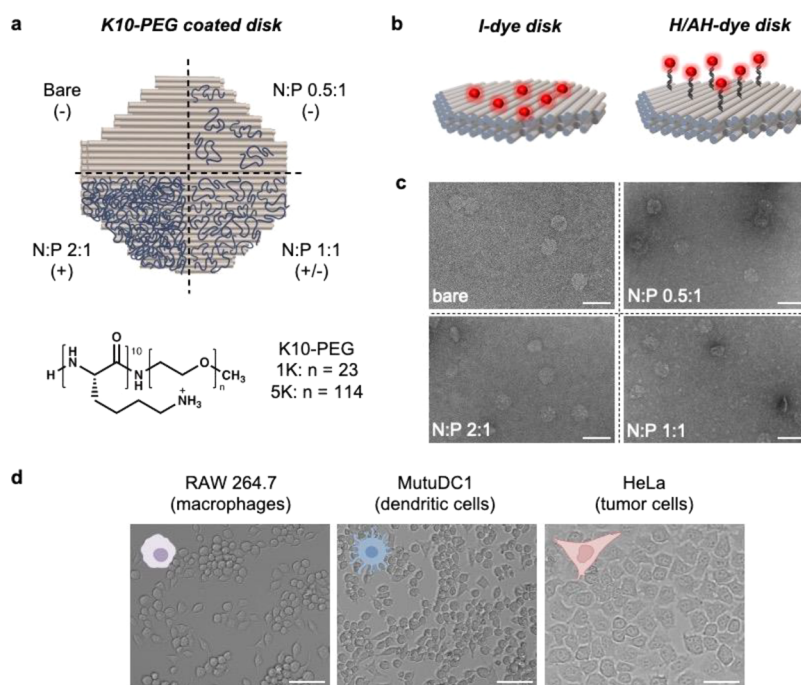 a
K10-PEG coated disk
Bare
(-)
N:P 0.5:1
(-)
N:P 2:1
(+)
N:P 1:1
(+/-)
O
H
N
10
H
N
H
O
CH3
n
+
NH3
K10-PEG
1K: n = 23
5K: n = 114
b
I-dye disk
H/AH-dye disk
c
bare
N:P 0.5:1
N:P 2:1
N:P 1:1
d
RAW 264.7
(macrophages)
MutuDC1
(dendritic cells)
HeLa
(tumor cells)